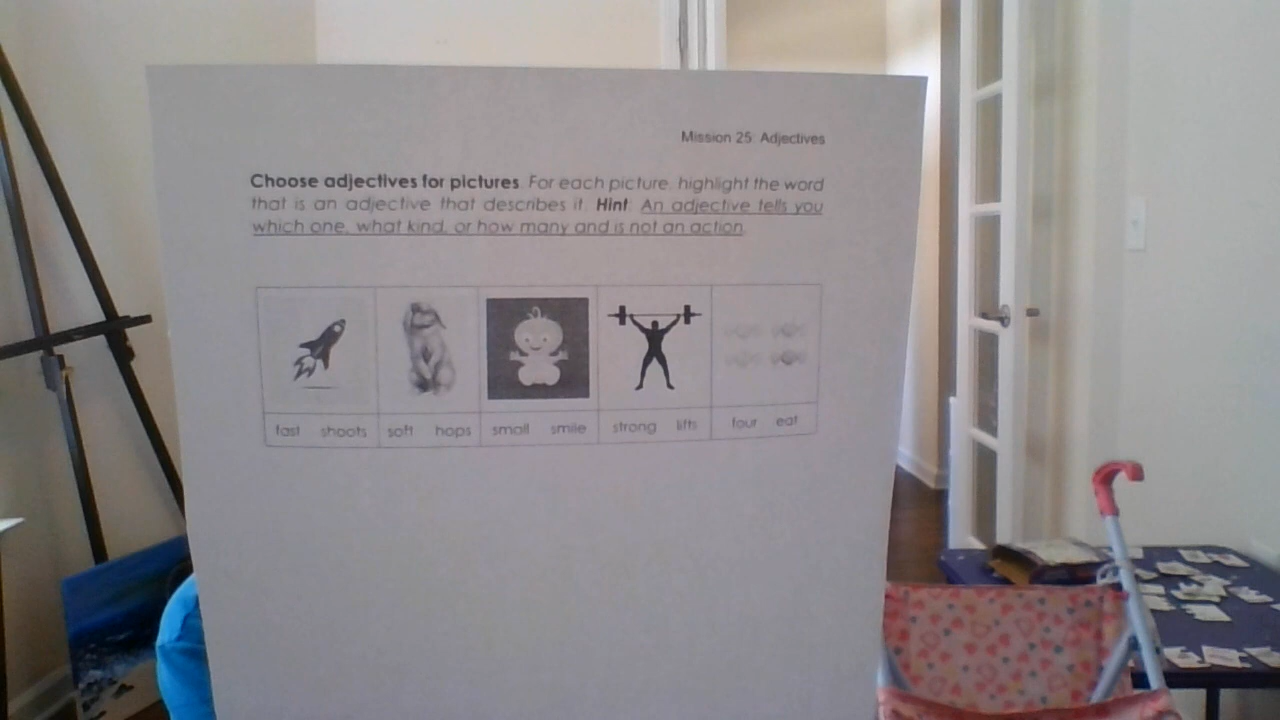 Mission 25: Adjectives
Choose adjectives for pictures. For each picture, highlight the word
that is an adjective that describes it. Hint: An adjective tells you
which one, what kind, or how many and is not an action.
fast shoots soft hops small smile strong lifts four eat